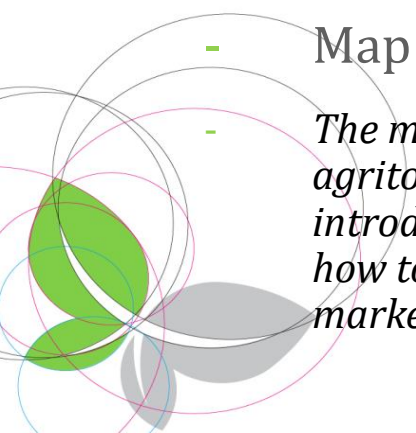 - Map
- The m
agrito
introd
how to
marke